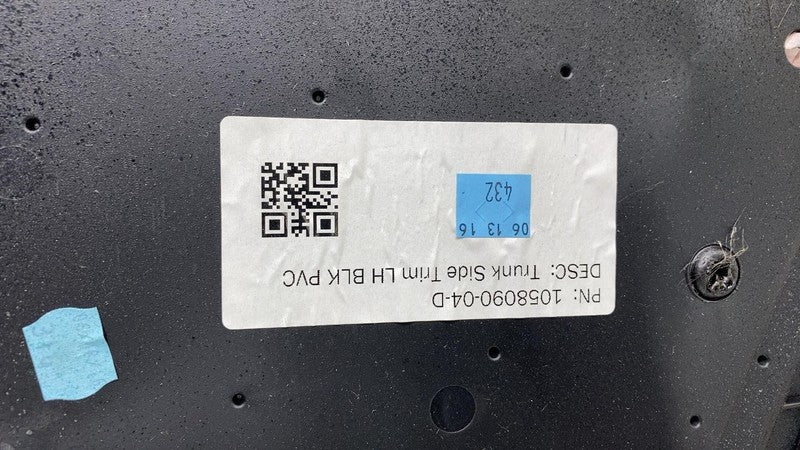 PN: 1058090-04-D
DESC: Trunk Side Trim LH BLK PVC
06 13 16
432